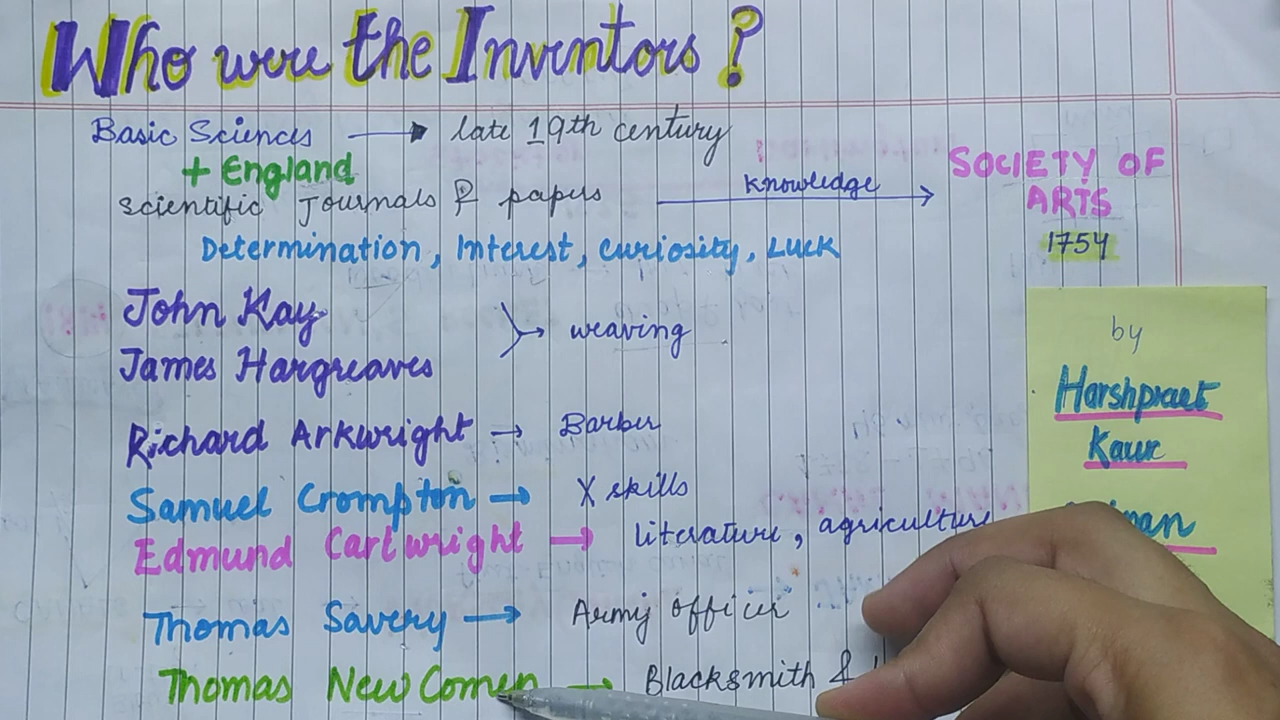 Who were the Inventors ?
Basic Sciences → late 19th century
+ England
Scientific Journals & papers knowledge → SOCIETY OF ARTS
1754
Determination, Interest, curiosity, Luck
John Kay
James Hargreaves → weaving
Richard Arkwright → Barber
Samuel Crompton → X skills
Edmund Cartwright → literature, agriculture
Thomas Savery → Army officer
Thomas NewComen → Blacksmith &
by
Harshpreet
Kaur